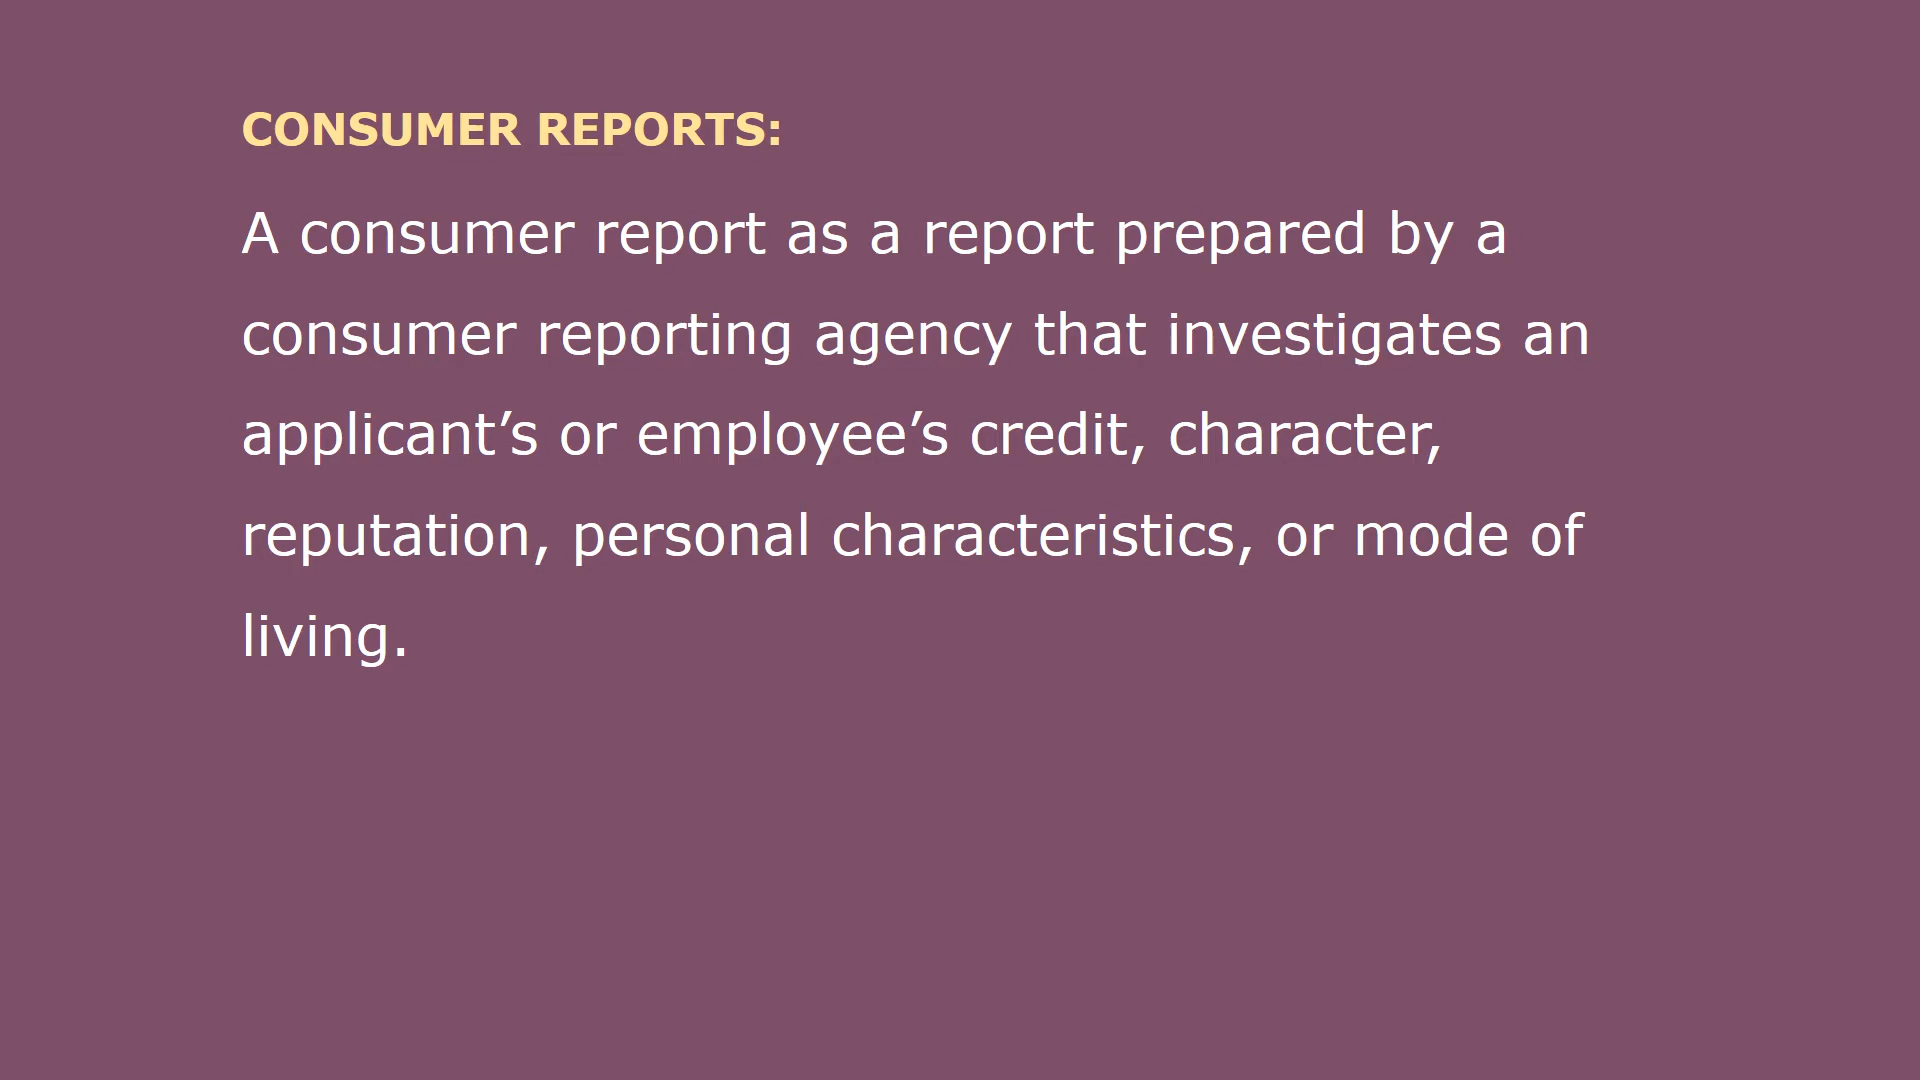 CONSUMER REPORTS:
A consumer report as a report prepared by a
consumer reporting agency that investigates an
applicant’s or employee’s credit, character,
reputation, personal characteristics, or mode of
living.